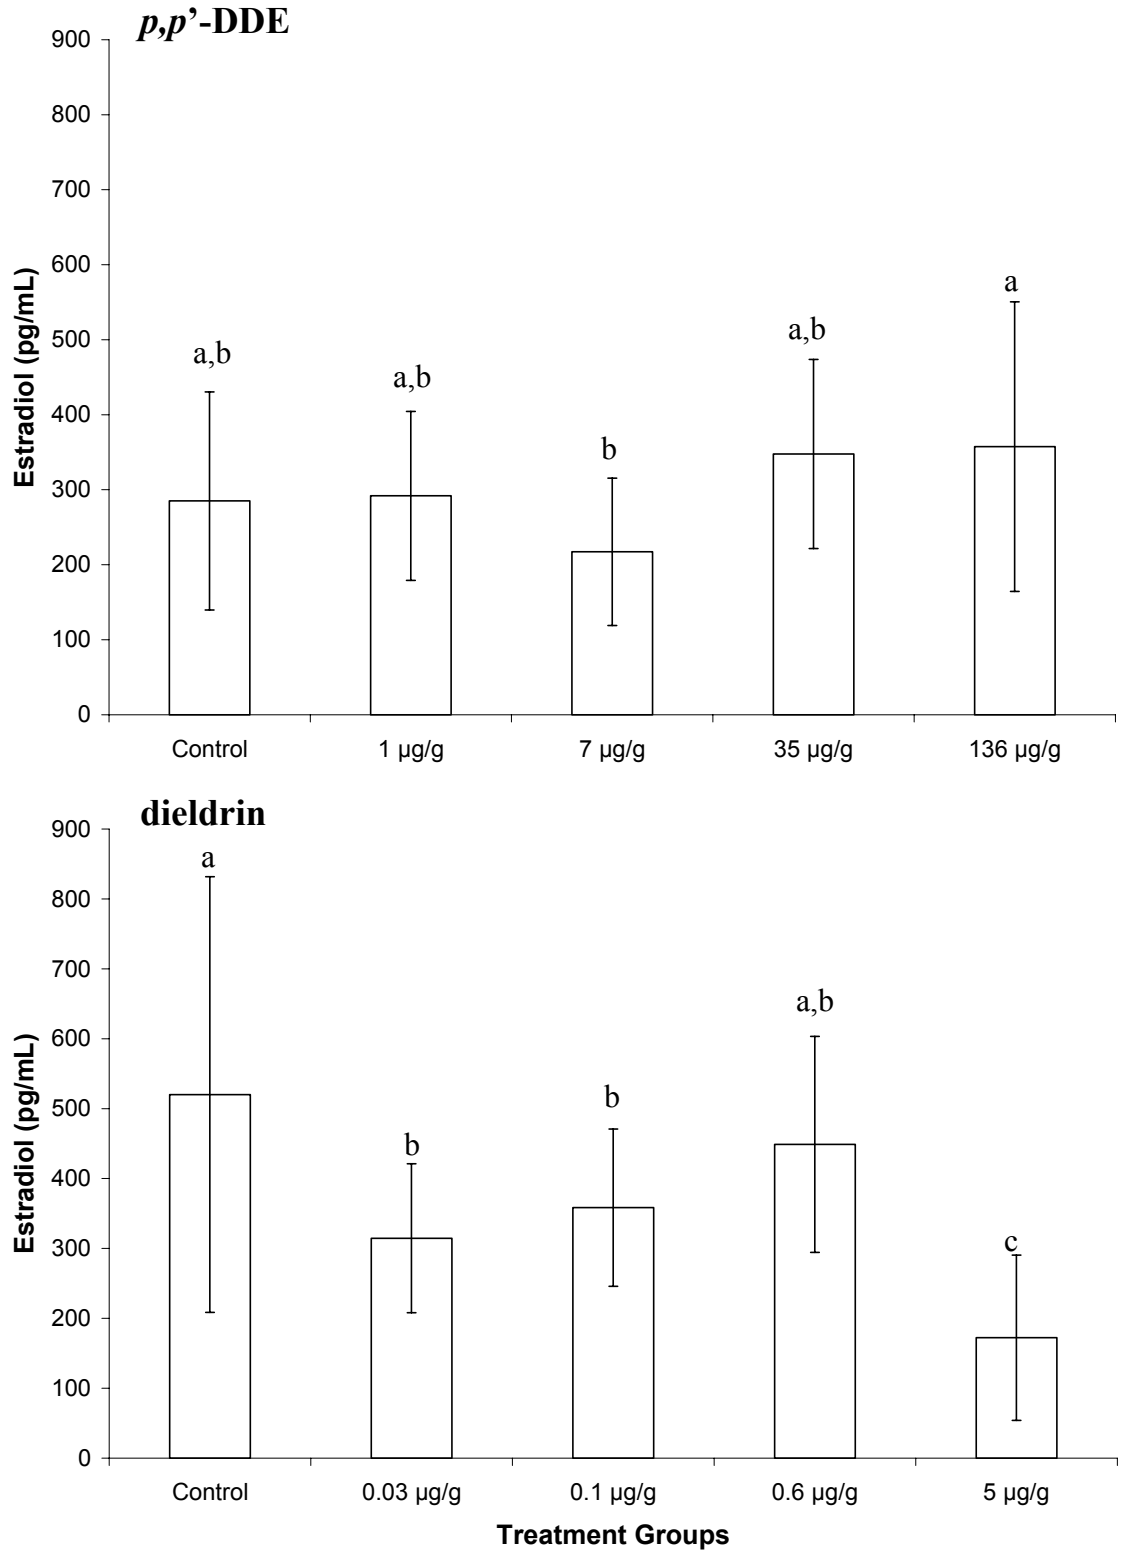 p,p’-DDE
900
800
700
600
500
400
300
200
100
0
Estradiol (pg/mL)
a,b
a,b
b
a,b
a
Control 1 µg/g 7 µg/g 35 µg/g 136 µg/g
dieldrin
900
800
700
600
500
400
300
200
100
0
Estradiol (pg/mL)
a
b
b
a,b
c
Control 0.03 µg/g 0.1 µg/g 0.6 µg/g 5 µg/g
Treatment Groups